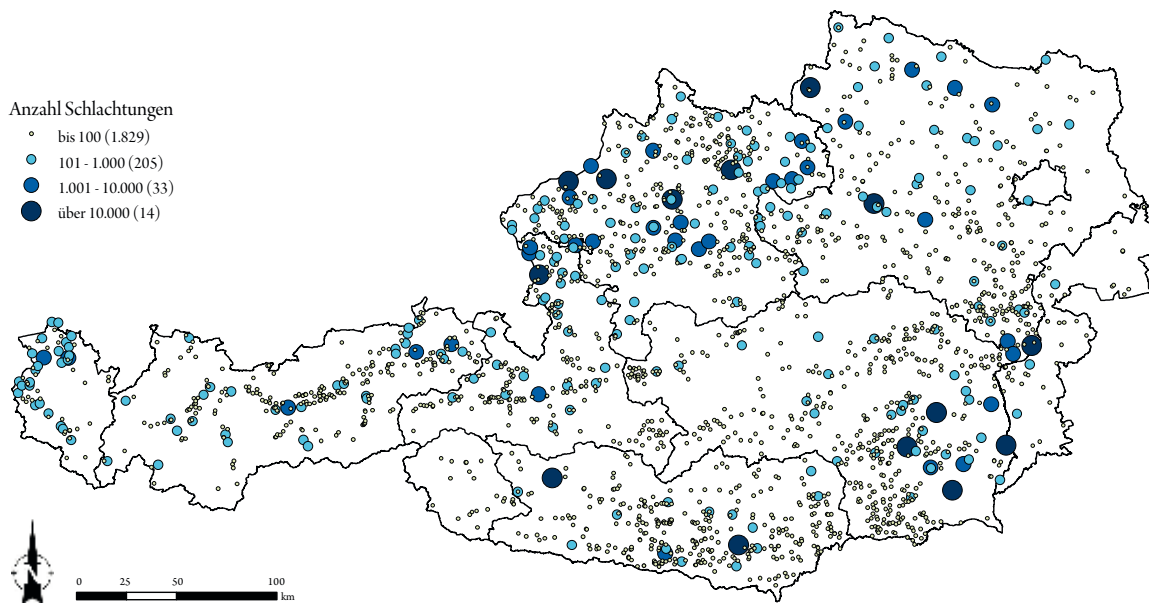 Anzahl Schlachtungen
bis 100 (1.829)
101 - 1.000 (205)
1.001 - 10.000 (33)
über 10.000 (14)
N
0 25 50 100
km